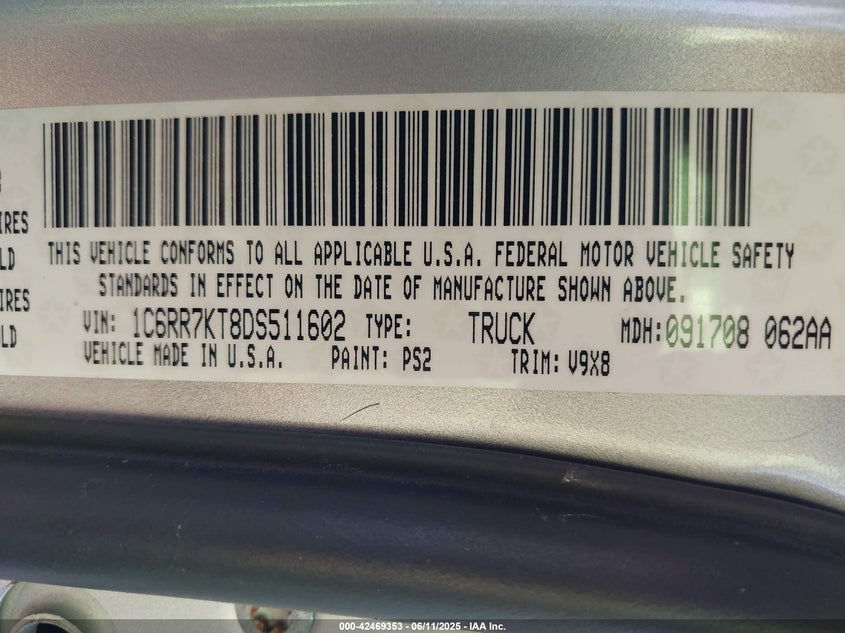 IRES
LD
IRES
LD
THIS VEHICLE CONFORMS TO ALL APPLICABLE U.S.A. FEDERAL MOTOR VEHICLE SAFETY
STANDARDS IN EFFECT ON THE DATE OF MANUFACTURE SHOWN ABOVE.
VIN: 1C6RR7KT8DS511602 TYPE: TRUCK MDH: 091708 062AA
VEHICLE MADE IN U.S.A. PAINT: PS2 TRIM: V9X8
000-42469353 - 06/11/2025 - IAA Inc.